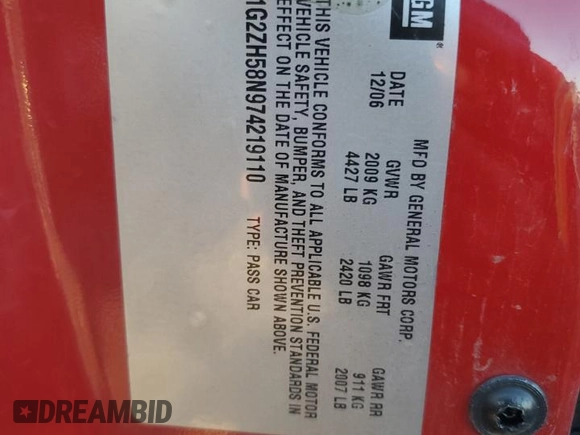 GM
MFD BY GENERAL MOTORS CORP.
DATE GVWR GAWR FRT GAWR RR
12/06 2009 KG 1098 KG 911 KG
4427 LB 2420 LB 2007 LB
THIS VEHICLE CONFORMS TO ALL APPLICABLE U.S. FEDERAL MOTOR
VEHICLE SAFETY, BUMPER, AND THEFT PREVENTION STANDARDS IN
EFFECT ON THE DATE OF MANUFACTURE SHOWN ABOVE.
1G2ZH58N974219110 TYPE: PASS CAR
DREAMBID